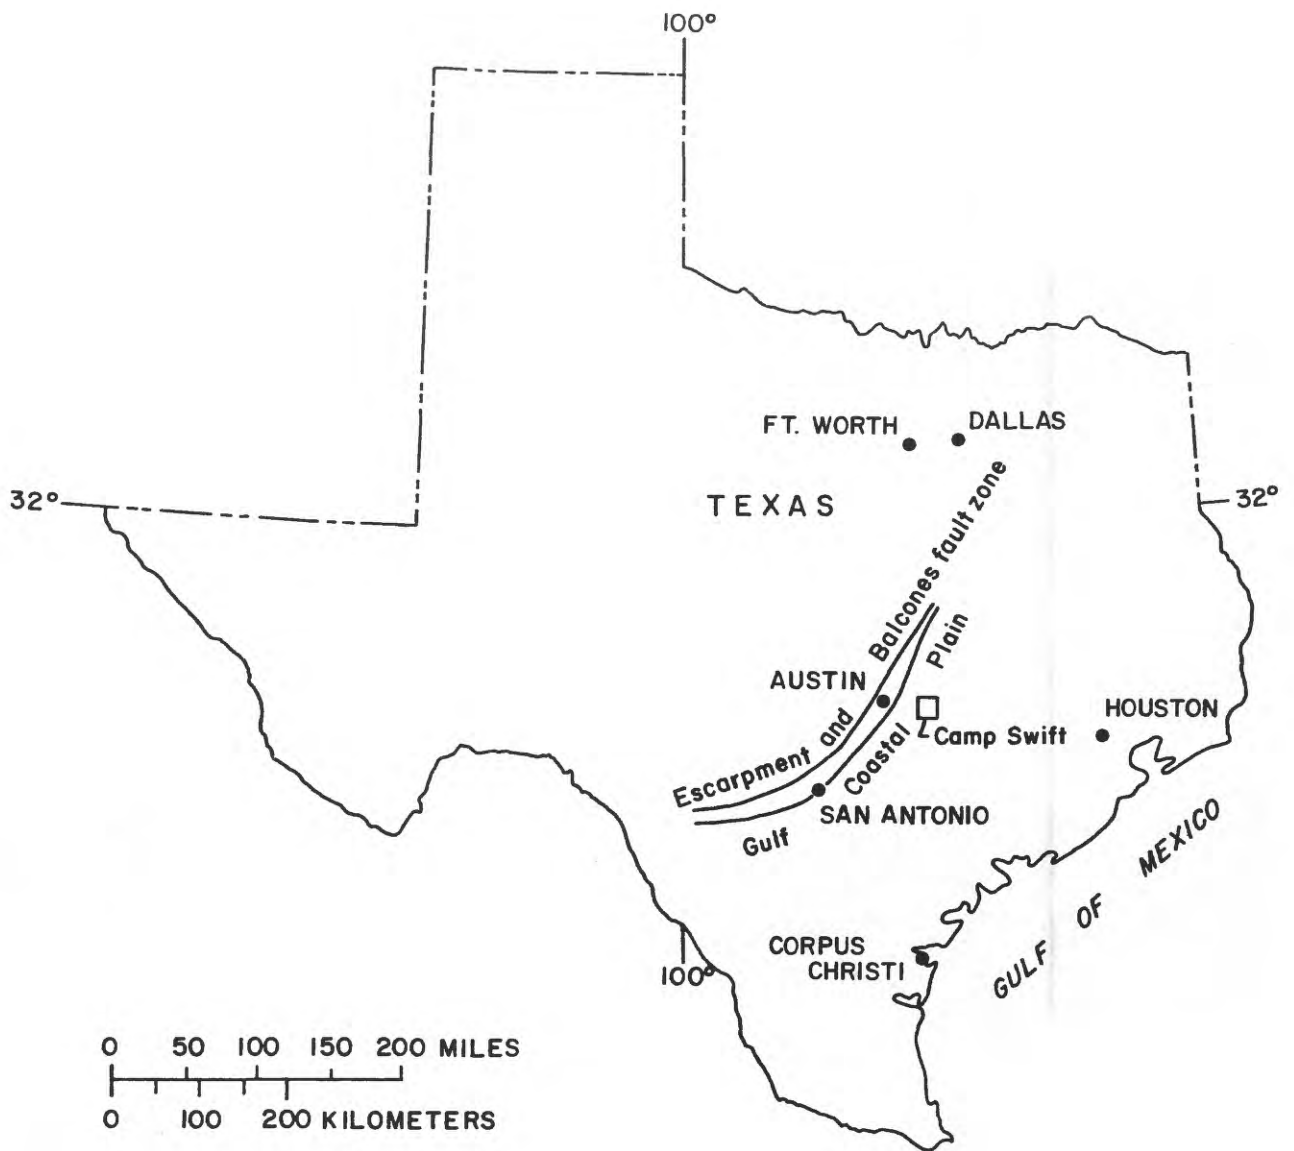 100°
FT. WORTH
DALLAS
TEXAS
32°
32°
Escarpment and Balcones fault zone
Gulf Coastal Plain
AUSTIN
HOUSTON
Camp Swift
SAN ANTONIO
GULF OF MEXICO
CORPUS
CHRISTI
100°
0 50 100 150 200 MILES
0 100 200 KILOMETERS